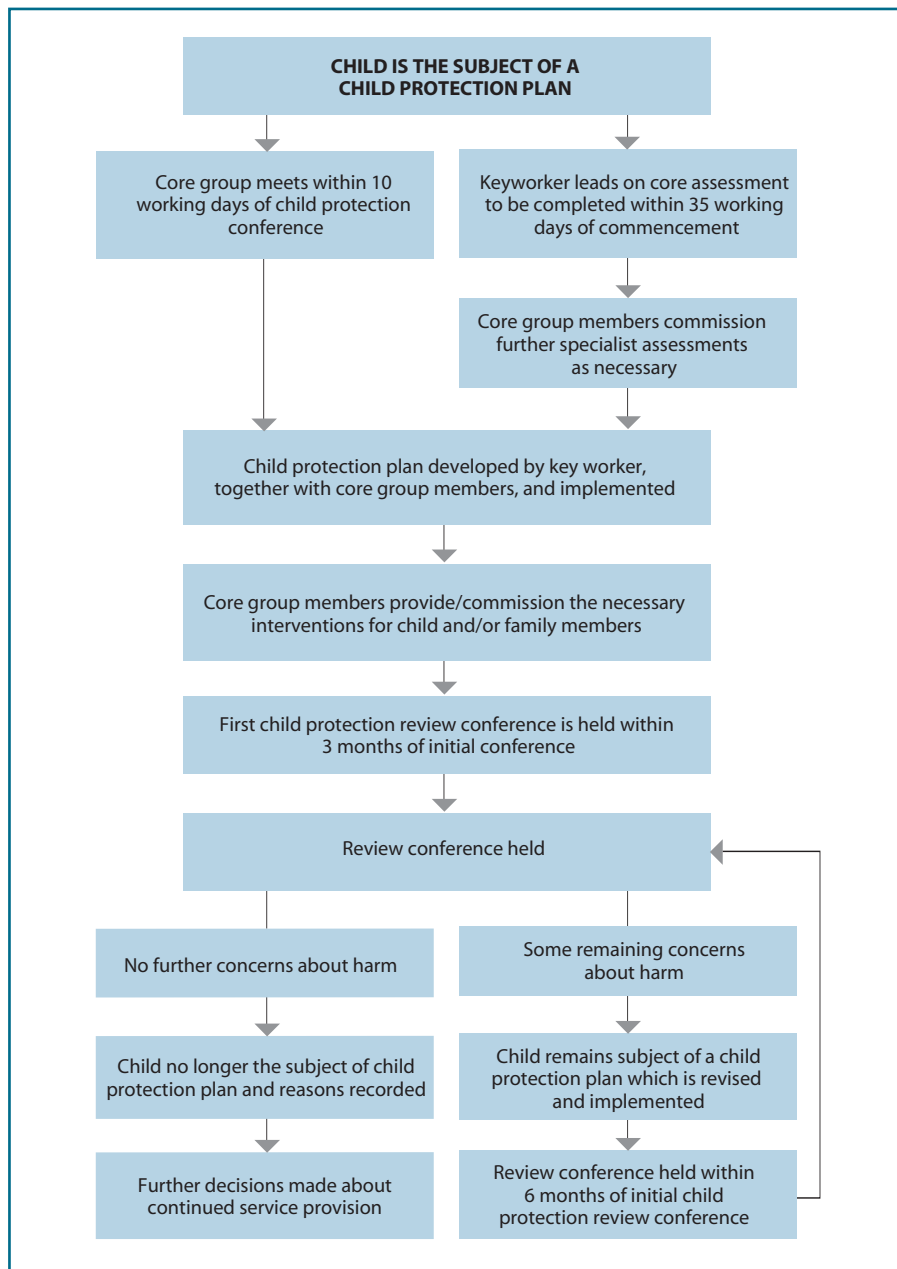 CHILD IS THE SUBJECT OF A
CHILD PROTECTION PLAN
Core group meets within 10
working days of child protection
conference
Keyworker leads on core assessment
to be completed within 35 working
days of commencement
Core group members commission
further specialist assessments
as necessary
Child protection plan developed by key worker,
together with core group members, and implemented
Core group members provide/commission the necessary
interventions for child and/or family members
First child protection review conference is held within
3 months of initial conference
Review conference held
No further concerns about harm
Some remaining concerns
about harm
Child no longer the subject of child
protection plan and reasons recorded
Child remains subject of a child
protection plan which is revised
and implemented
Further decisions made about
continued service provision
Review conference held within
6 months of initial child
protection review conference